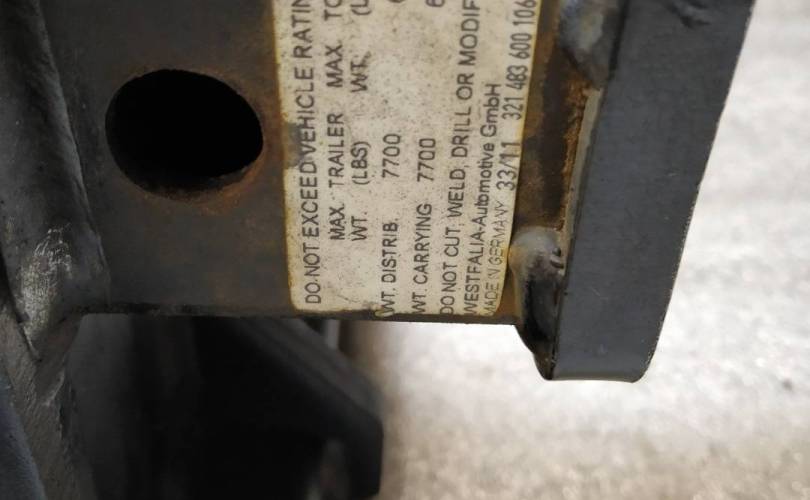 DO NOT EXCEED VEHICLE RATIN
MAX. TRAILER MAX. TO
WT. (LBS) WT. (L
WT. DISTRIB. 7700
WT. CARRYING 7700
DO NOT CUT, WELD, DRILL OR MODIF
WESTFALIA-Automotive GmbH
MADE IN GERMANY 33/11 321 483 600 106